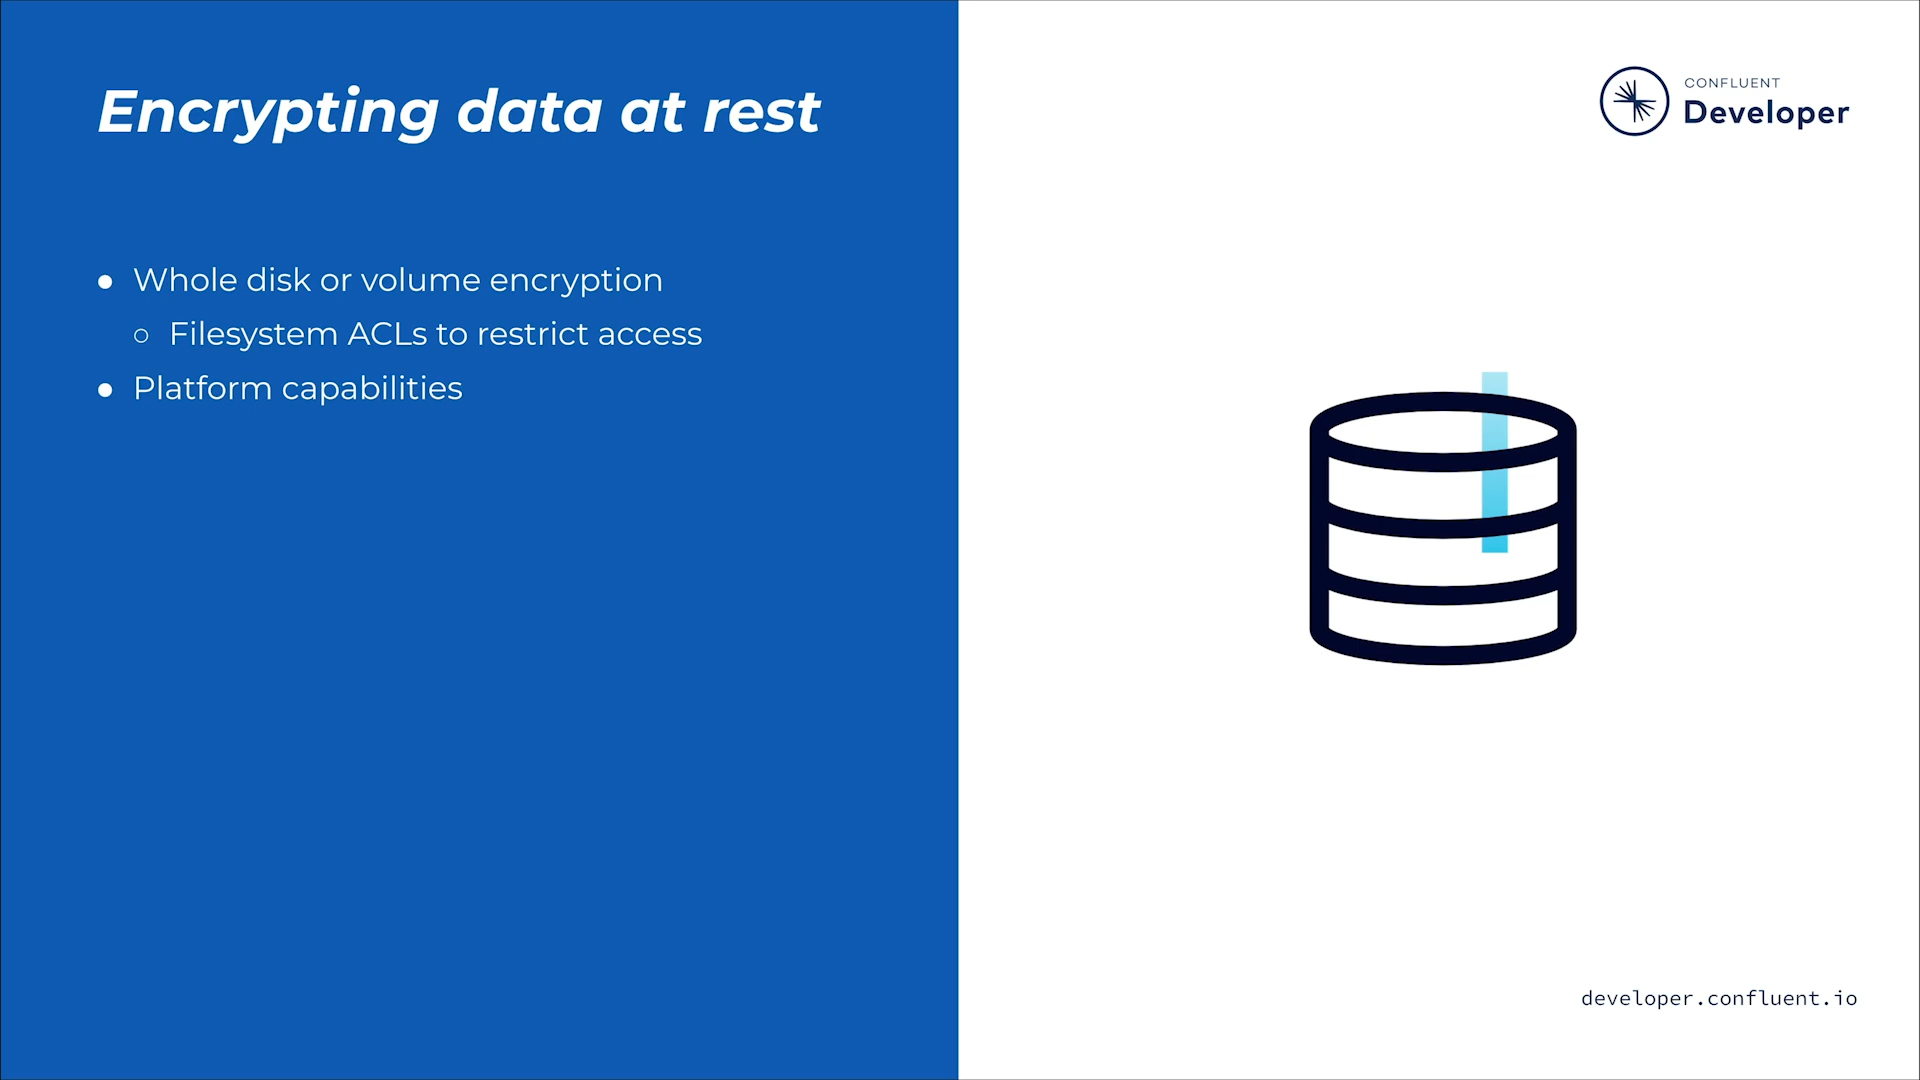 Encrypting data at rest
● Whole disk or volume encryption
○ Filesystem ACLs to restrict access
● Platform capabilities
CONFLUENT
Developer
developer.confluent.io